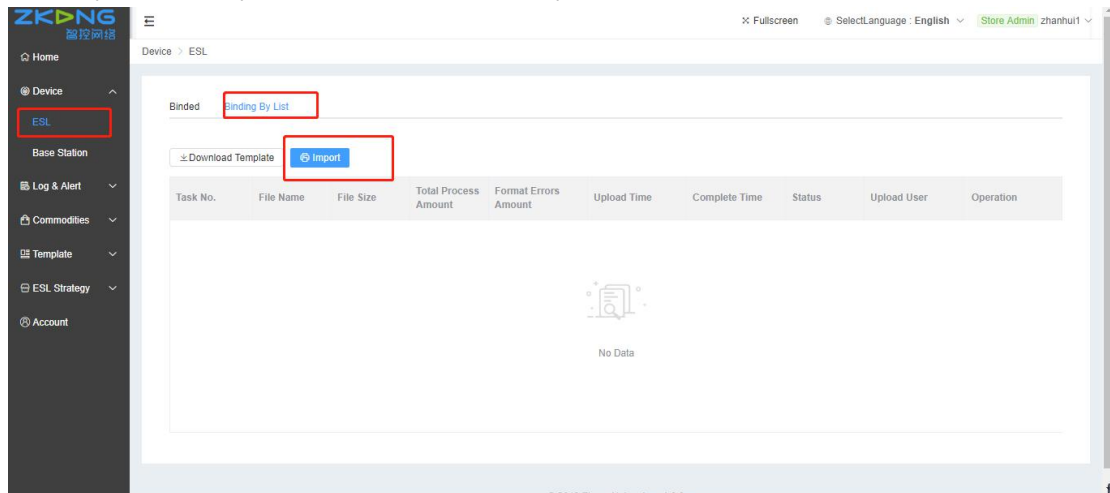 ZKDNG
智控网络
Fullscreen
SelectLanguage : English
Store Admin zhanhui1
Home
Device > ESL
Device
Binded
Binding By List
ESL
Base Station
Download Template
Import
Log & Alert
Task No.
File Name
File Size
Total Process Amount
Format Errors Amount
Upload Time
Complete Time
Status
Upload User
Operation
Commodities
Template
ESL Strategy
Account
No Data